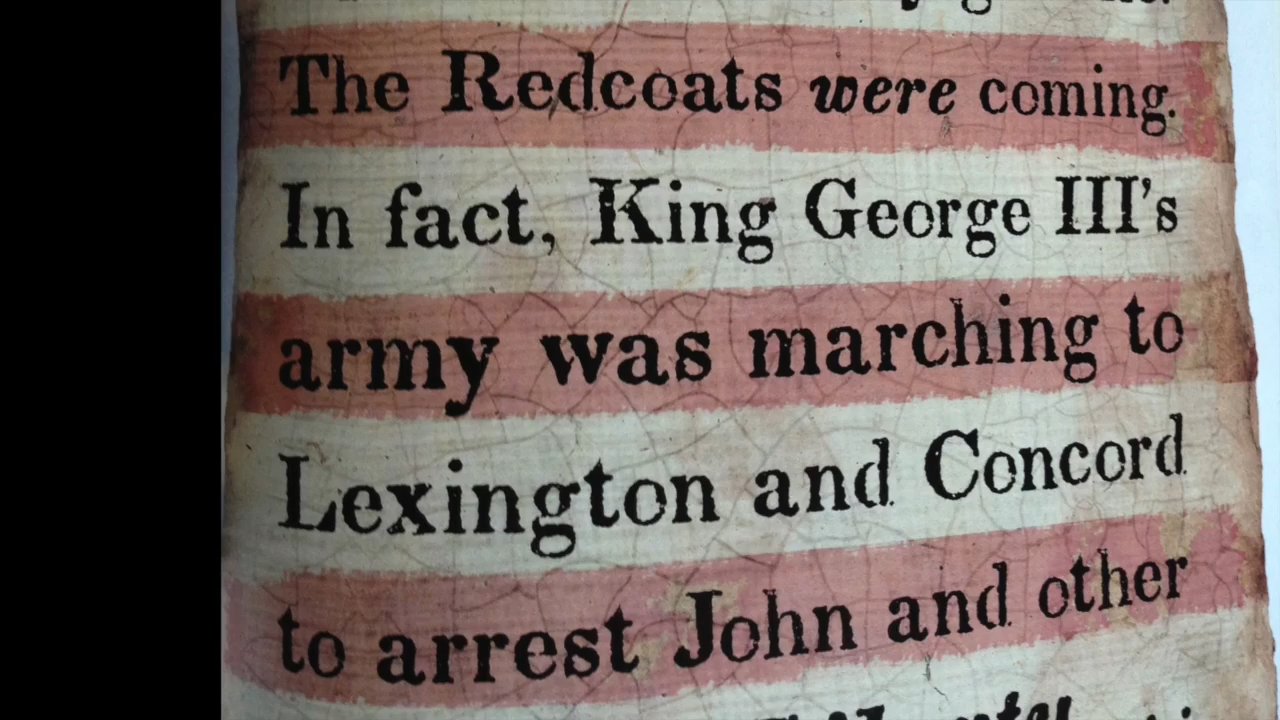 The Redcoats were coming.
In fact, King George III's
army was marching to
Lexington and Concord
to arrest John and other